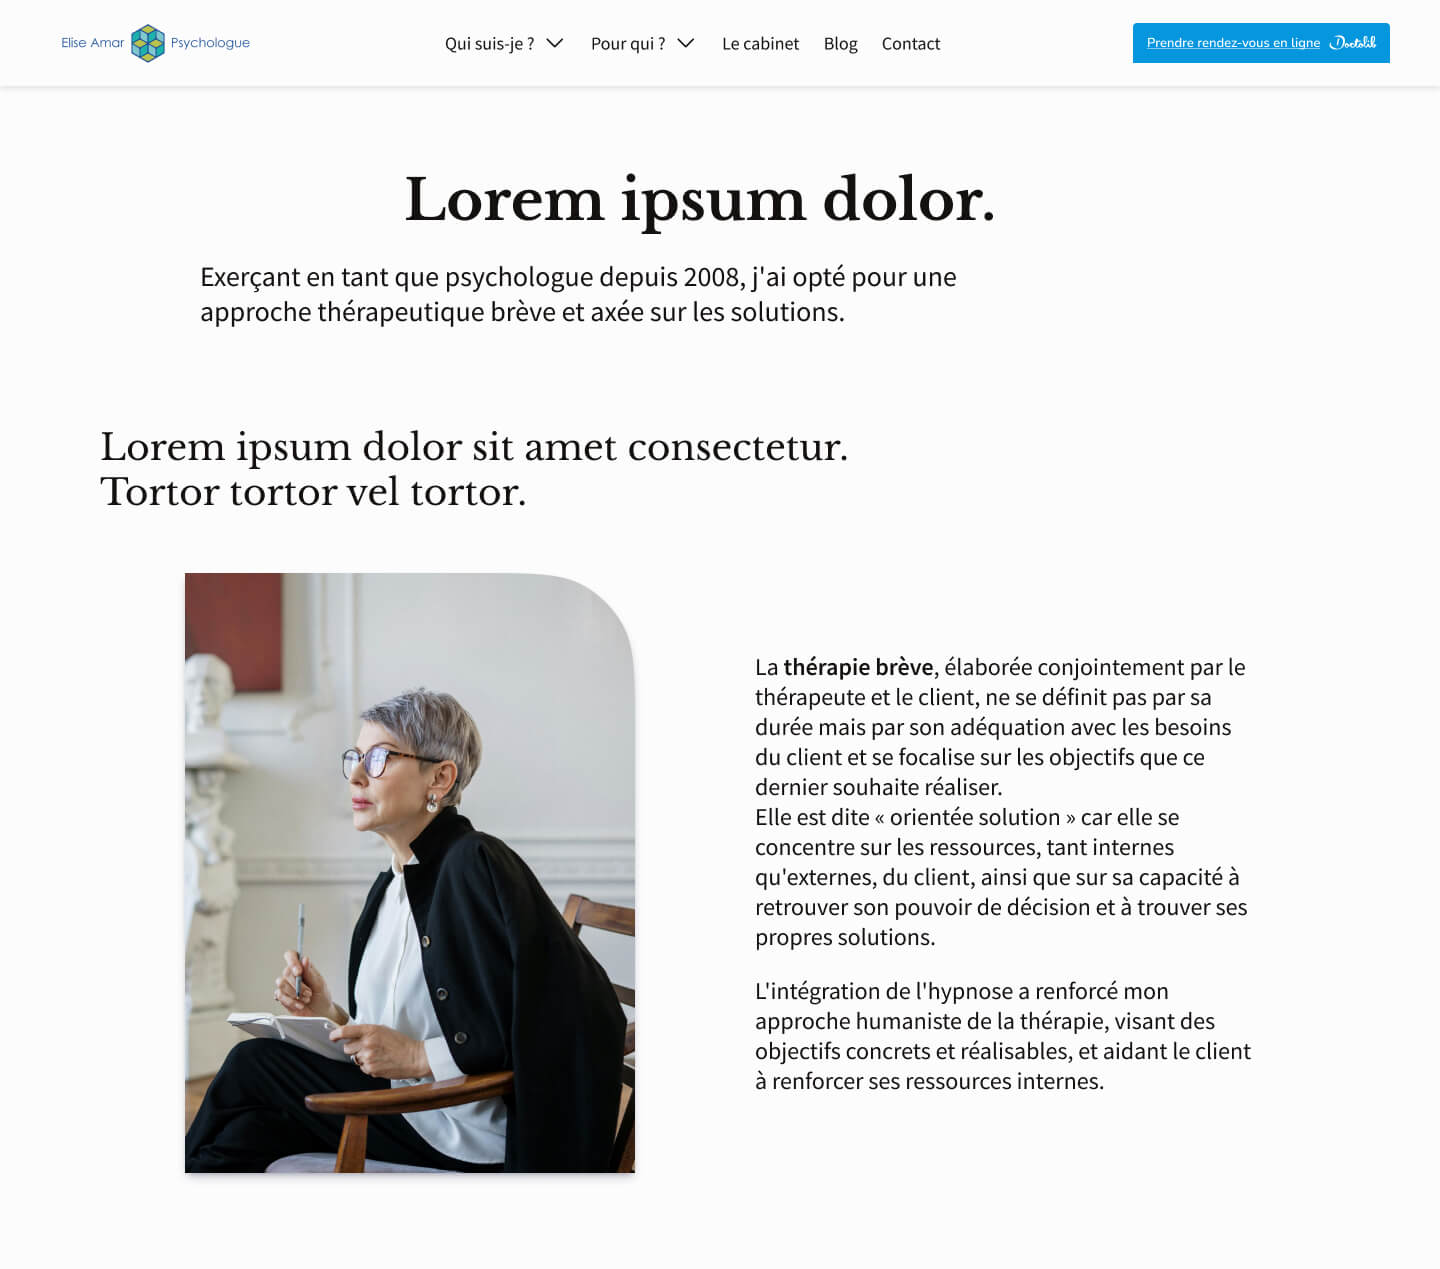 Elise Amar Psychologue
Qui suis-je ? Pour qui ? Le cabinet Blog Contact
Prendre rendez-vous en ligne Doctolib
Lorem ipsum dolor.
Exerçant en tant que psychologue depuis 2008, j'ai opté pour une
approche thérapeutique brève et axée sur les solutions.
Lorem ipsum dolor sit amet consectetur.
Tortor tortor vel tortor.
La thérapie brève, élaborée conjointement par le
thérapeute et le client, ne se définit pas par sa
durée mais par son adéquation avec les besoins
du client et se focalise sur les objectifs que ce
dernier souhaite réaliser.
Elle est dite « orientée solution » car elle se
concentre sur les ressources, tant internes
qu'externes, du client, ainsi que sur sa capacité à
retrouver son pouvoir de décision et à trouver ses
propres solutions.
L'intégration de l'hypnose a renforcé mon
approche humaniste de la thérapie, visant des
objectifs concrets et réalisables, et aidant le client
à renforcer ses ressources internes.